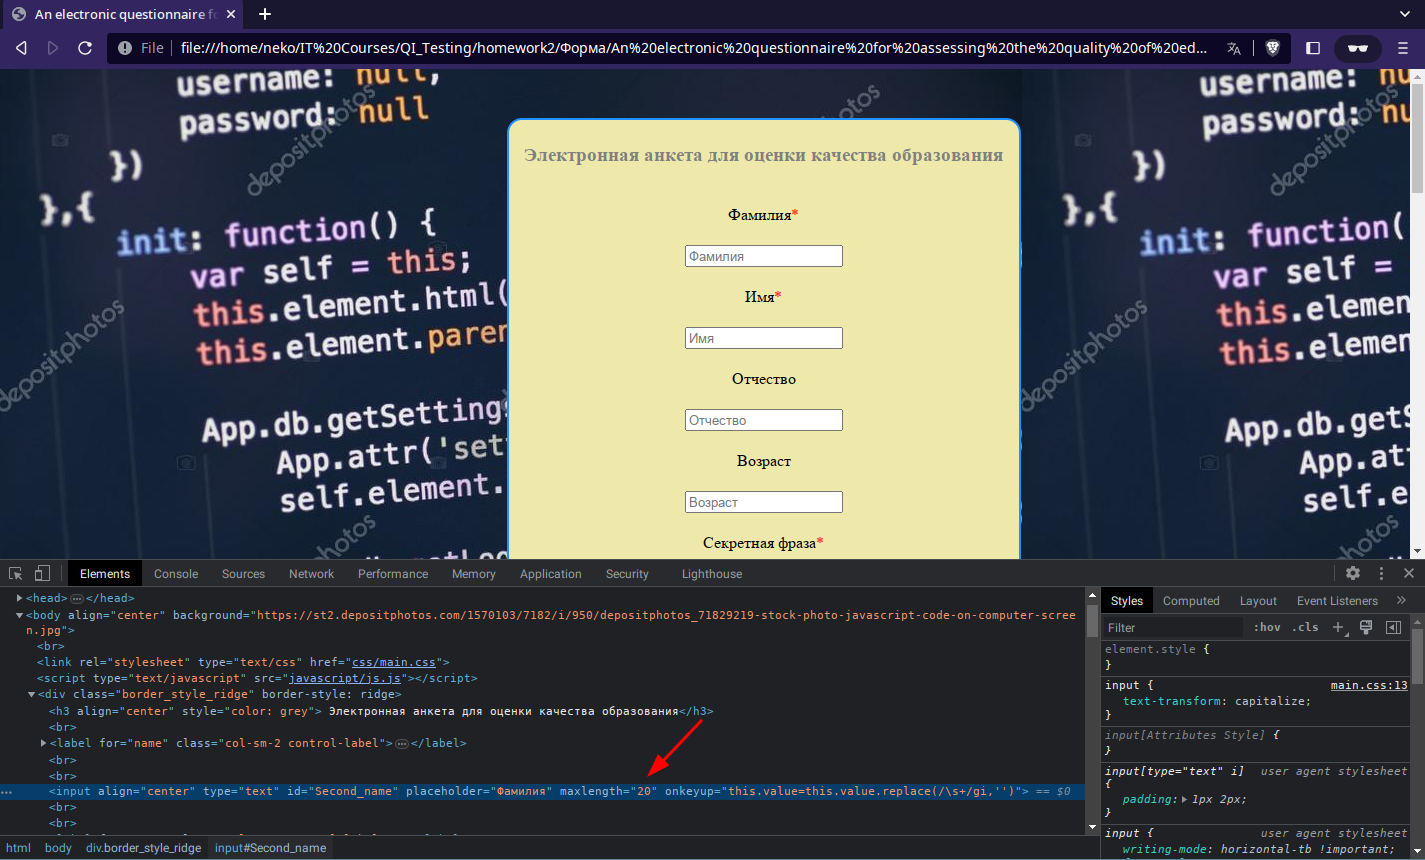 An electronic questionnaire fo
File
file:///home/neko/IT%20Courses/QI_Testing/homework2/Форма/An%20electronic%20questionnaire%20for%20assessing%20the%20quality%20of%20ed...
username: null,
password: null
})
},{
init: function() {
var self = this;
this.element.html(
this.element.paren
App.db.getSettings
App.attr('sett
self.element.
depositphotos
depositphotos
depositphotos
depositphotos
Электронная анкета для оценки качества образования
Фамилия*
Фамилия
Имя*
Имя
Отчество
Отчество
Возраст
Возраст
Секретная фраза*
username: nu
password: nu
})
},{
init: function(
var self =
this.elemen
this.elemen
App.db.getS
App.att
self.e
depositphotos
depositphotos
depositphotos
Elements Console Sources Network Performance Memory Application Security Lighthouse
<head>…</head>
<body align="center" background="https://st2.depositphotos.com/1570103/7182/i/950/depositphotos_71829219-stock-photo-javascript-code-on-computer-scree
n.jpg">
<br>
<link rel="stylesheet" type="text/css" href="css/main.css">
<script type="text/javascript" src="javascript/js.js"></script>
<div class="border_style_ridge" border-style: ridge>
<h3 align="center" style="color: grey"> Электронная анкета для оценки качества образования</h3>
<br>
<label for="name" class="col-sm-2 control-label">…</label>
<br>
<br>
<input align="center" type="text" id="Second_name" placeholder="Фамилия" maxlength="20" onkeyup="this.value=this.value.replace(/\s+/gi,'')"> == $0
<br>
<br>
html body div.border_style_ridge input#Second_name
Styles Computed Layout Event Listeners »
Filter :hov .cls +
element.style {
}
input { main.css:13
text-transform: capitalize;
}
input[Attributes Style] {
}
input[type="text" i] user agent stylesheet
{
padding: 1px 2px;
}
input { user agent stylesheet
writing-mode: horizontal-tb !important;